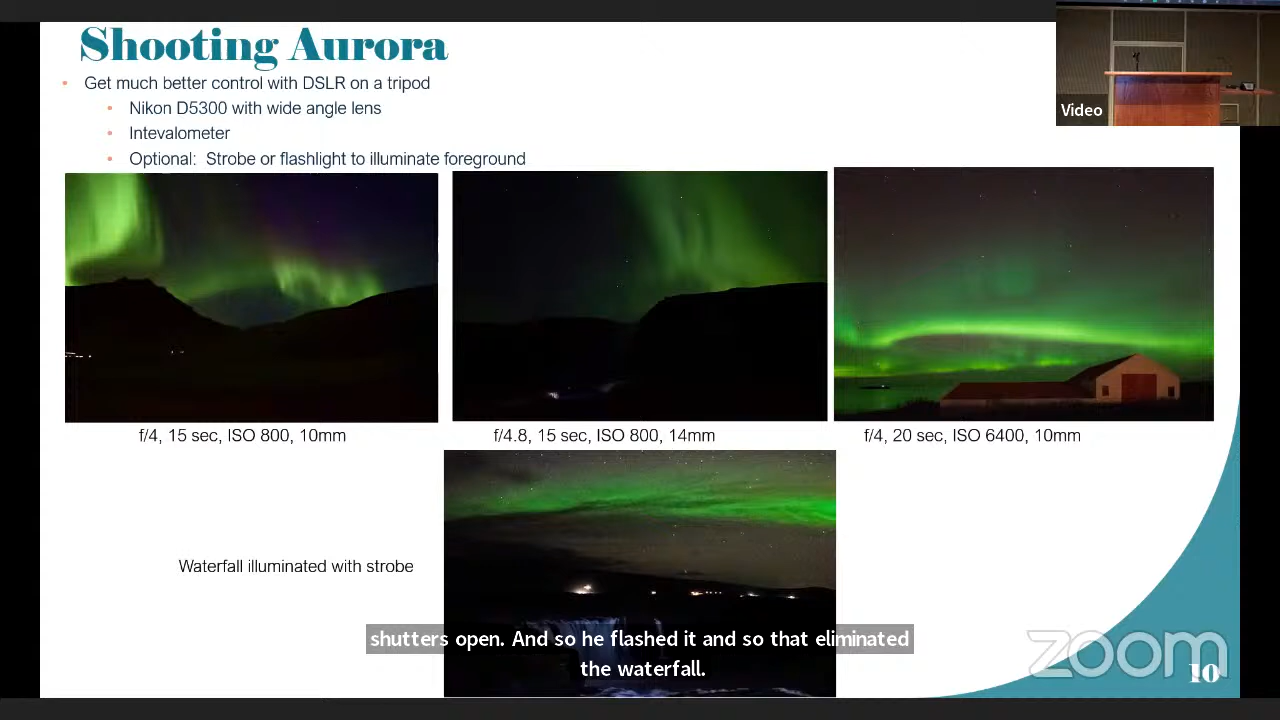 Shooting Aurora
Get much better control with DSLR on a tripod
Nikon D5300 with wide angle lens
Intevalometer
Optional: Strobe or flashlight to illuminate foreground
Video
f/4, 15 sec, ISO 800, 10mm
f/4.8, 15 sec, ISO 800, 14mm
f/4, 20 sec, ISO 6400, 10mm
Waterfall illuminated with strobe
shutters open. And so he flashed it and so that eliminated
the waterfall.
zoom
10